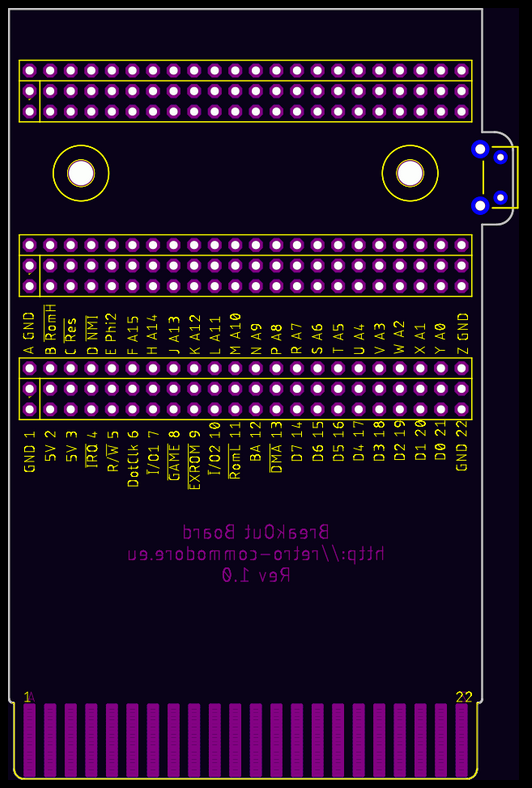 A GND
B RomH
C Res
D NMI
E Phi2
F A15
H A14
J A13
K A12
L A11
M A10
N A9
P A8
R A7
S A6
T A5
U A4
V A3
W A2
X A1
Y A0
Z GND
GND 1
5V 2
5V 3
IRQ 4
R/W 5
DotClk 6
I/O1 7
GAME 8
EXROM 9
I/O2 10
RomL 11
BA 12
DMA 13
D7 14
D6 15
D5 16
D4 17
D3 18
D2 19
D1 20
D0 21
GND 22
BreakOut Board
http://retro-commodore.eu
Rev 1.0
1 22